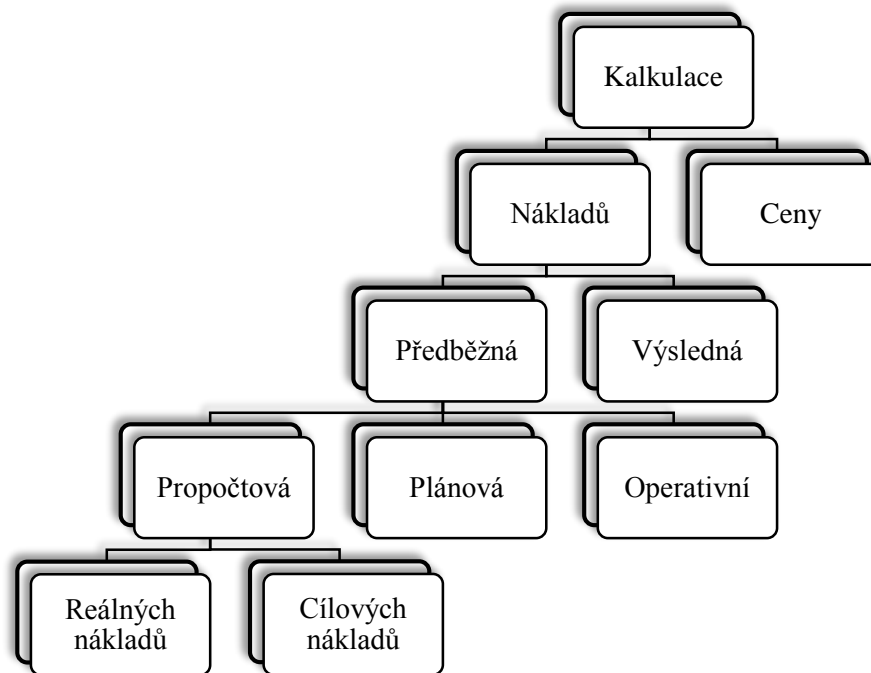 Kalkulace
Nákladů
Ceny
Předběžná
Výsledná
Propočtová
Plánová
Operativní
Reálných
nákladů
Cílových
nákladů